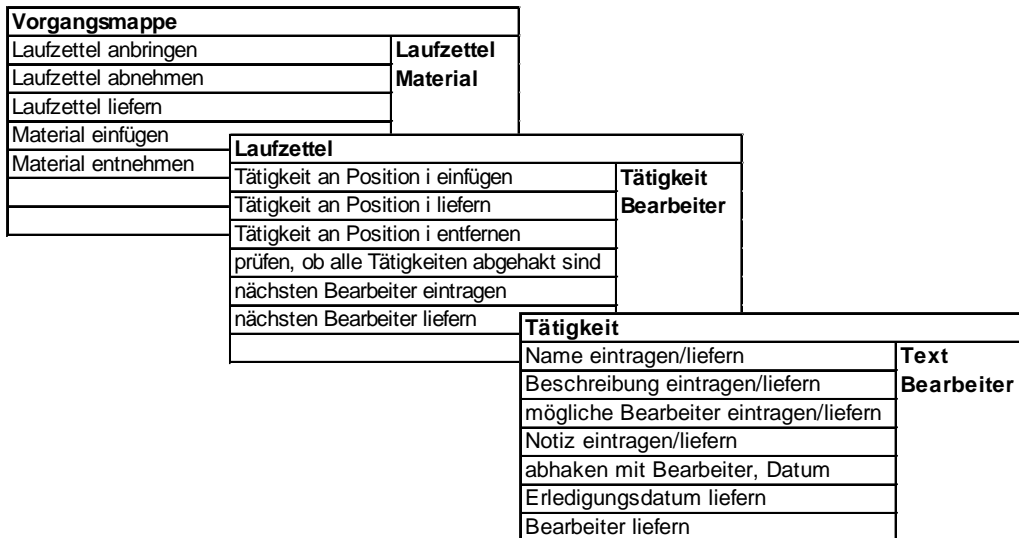 Vorgangsmappe
Laufzettel anbringen
Laufzettel abnehmen
Laufzettel liefern
Material einfügen
Material entnehmen
Laufzettel
Material
Laufzettel
Tätigkeit an Position i einfügen
Tätigkeit an Position i liefern
Tätigkeit an Position i entfernen
prüfen, ob alle Tätigkeiten abgehakt sind
nächsten Bearbeiter eintragen
nächsten Bearbeiter liefern
Tätigkeit
Bearbeiter
Tätigkeit
Name eintragen/liefern
Beschreibung eintragen/liefern
mögliche Bearbeiter eintragen/liefern
Notiz eintragen/liefern
abhaken mit Bearbeiter, Datum
Erledigungsdatum liefern
Bearbeiter liefern
Text
Bearbeiter